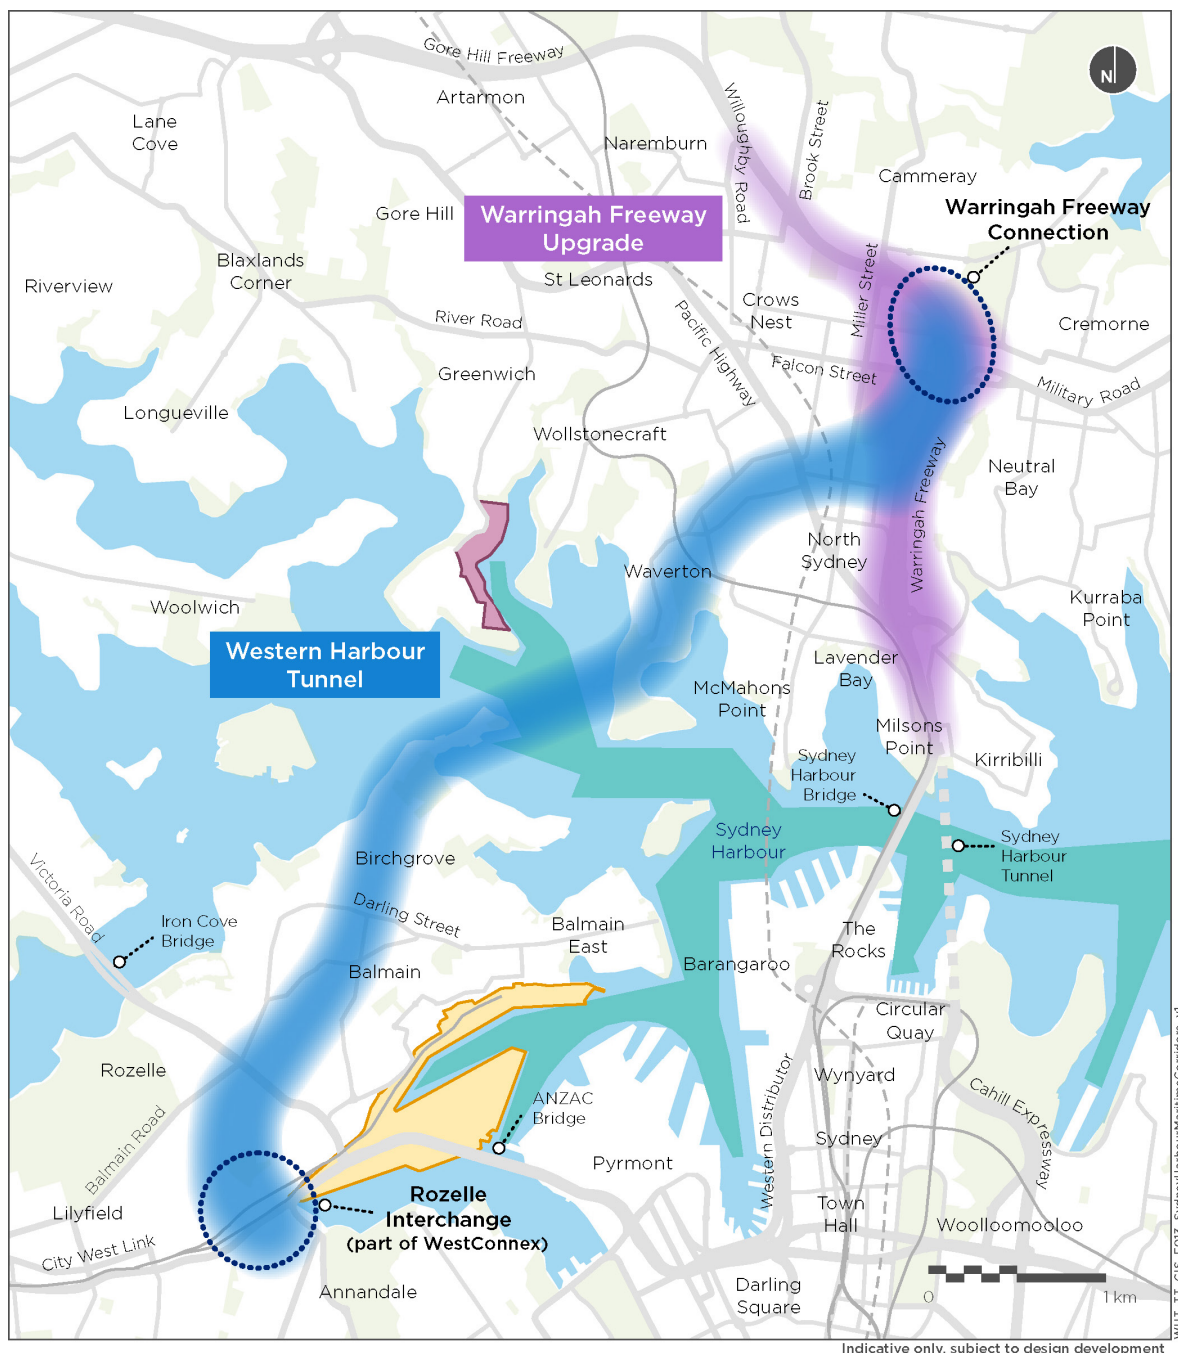 Gore Hill Freeway
Artarmon
Lane
Cove
Naremburn
Willoughby Road
Brook Street
N
Cammeray
Warringah Freeway
Connection
Gore Hill
Warringah Freeway
Upgrade
Blaxlands
Corner
Riverview
St Leonards
Miller Street
Crows
Nest
Cremorne
River Road
Pacific Highway
Falcon Street
Military Road
Greenwich
Longueville
Wollstonecraft
Neutral
Bay
Warringah Freeway
North
Sydney
Waverton
Woolwich
Kurraba
Point
Western Harbour
Tunnel
Lavender
Bay
McMahons
Point
Milsons
Point
Kirribilli
Sydney
Harbour
Bridge
Sydney
Harbour
Sydney
Harbour
Tunnel
Birchgrove
Victoria Road
Darling Street
Iron Cove
Bridge
Balmain
East
The
Rocks
Balmain
Barangaroo
Circular
Quay
Rozelle
Wynyard
Cahill Expressway
ANZAC
Bridge
Western Distributor
Balmain Road
Sydney
Pyrmont
Rozelle
Interchange
(part of WestConnex)
Lilyfield
Town
Hall
Woolloomooloo
City West Link
Annandale
Darling
Square
0
1 km
Indicative only, subject to design development